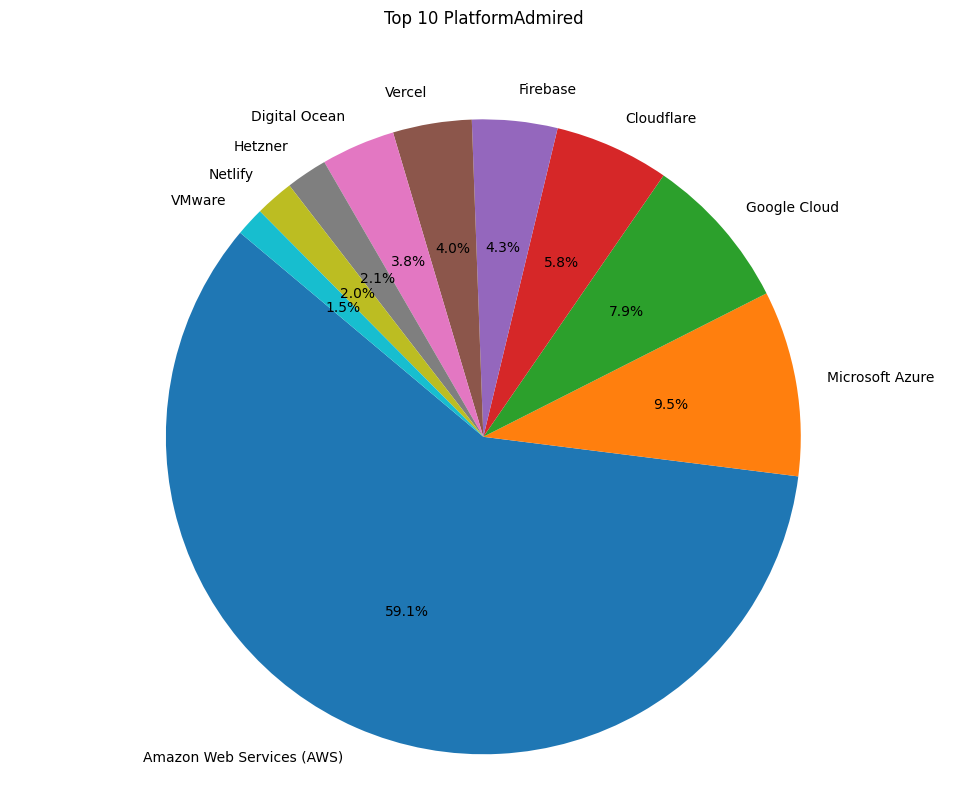 Top 10 PlatformAdmired
Firebase
Vercel
Digital Ocean
Cloudflare
Hetzner
Netlify
VMware
Google Cloud
4.0%
4.3%
3.8%
5.8%
2.1%
2.0%
1.5%
7.9%
Microsoft Azure
9.5%
59.1%
Amazon Web Services (AWS)